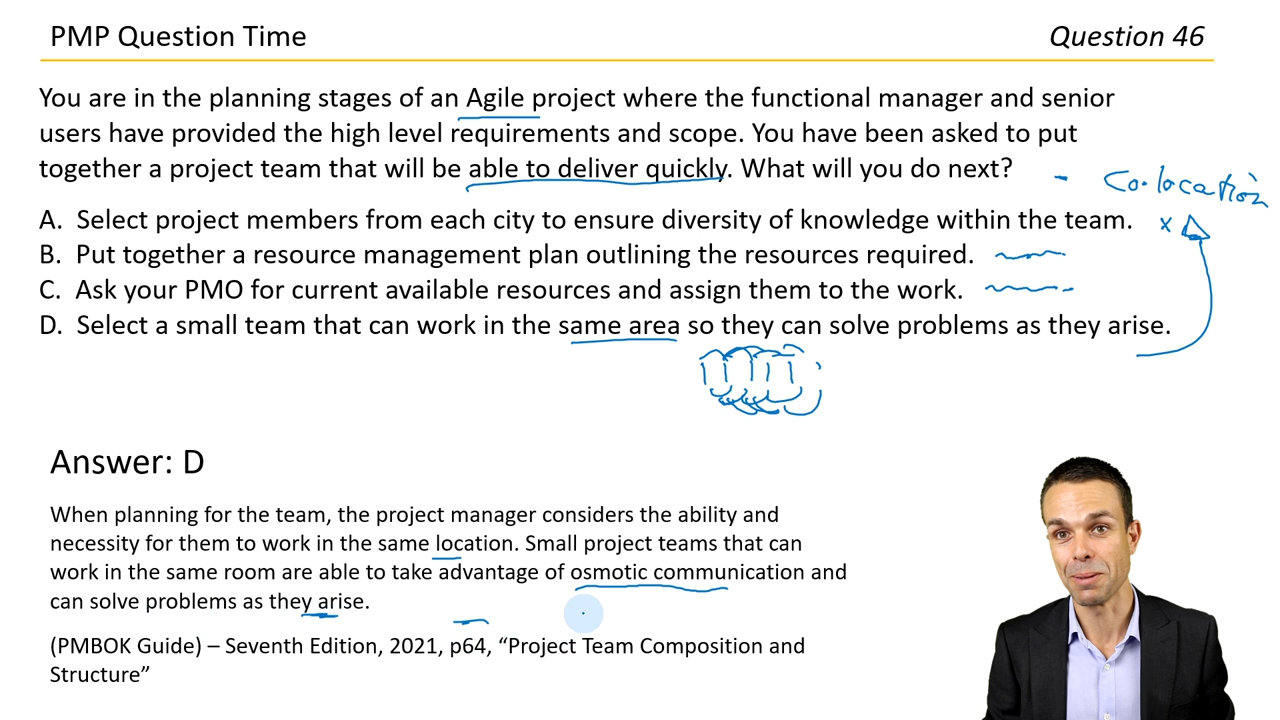 PMP Question Time
Question 46
You are in the planning stages of an Agile project where the functional manager and senior
users have provided the high level requirements and scope. You have been asked to put
together a project team that will be able to deliver quickly. What will you do next?
- Co-location
A. Select project members from each city to ensure diversity of knowledge within the team. x
B. Put together a resource management plan outlining the resources required.
C. Ask your PMO for current available resources and assign them to the work.
D. Select a small team that can work in the same area so they can solve problems as they arise.
Answer: D
When planning for the team, the project manager considers the ability and
necessity for them to work in the same location. Small project teams that can
work in the same room are able to take advantage of osmotic communication and
can solve problems as they arise.
(PMBOK Guide) – Seventh Edition, 2021, p64, “Project Team Composition and
Structure”